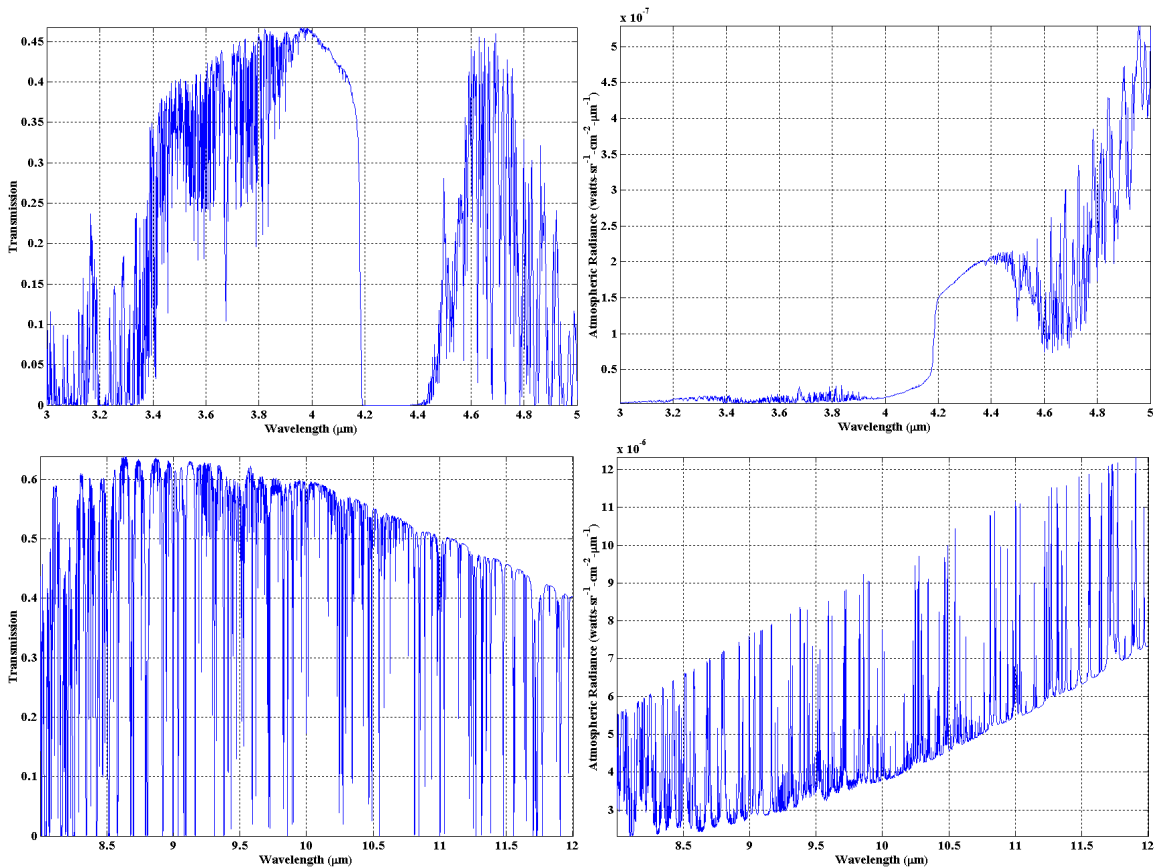 0.45
0.4
0.35
0.3
0.25
0.2
0.15
0.1
0.05
0
Transmission
3 3.2 3.4 3.6 3.8 4 4.2 4.4 4.6 4.8 5
Wavelength (μm)
x 10⁻⁷
5
4.5
4
3.5
3
2.5
2
1.5
1
0.5
Atmospheric Radiance (watts-sr⁻¹-cm⁻²-μm⁻¹)
3 3.2 3.4 3.6 3.8 4 4.2 4.4 4.6 4.8 5
Wavelength (μm)
0.6
0.5
0.4
0.3
0.2
0.1
0
Transmission
8.5 9 9.5 10 10.5 11 11.5 12
Wavelength (μm)
x 10⁻⁶
12
11
10
9
8
7
6
5
4
3
Atmospheric Radiance (watts-sr⁻¹-cm⁻²-μm⁻¹)
8.5 9 9.5 10 10.5 11 11.5 12
Wavelength (μm)